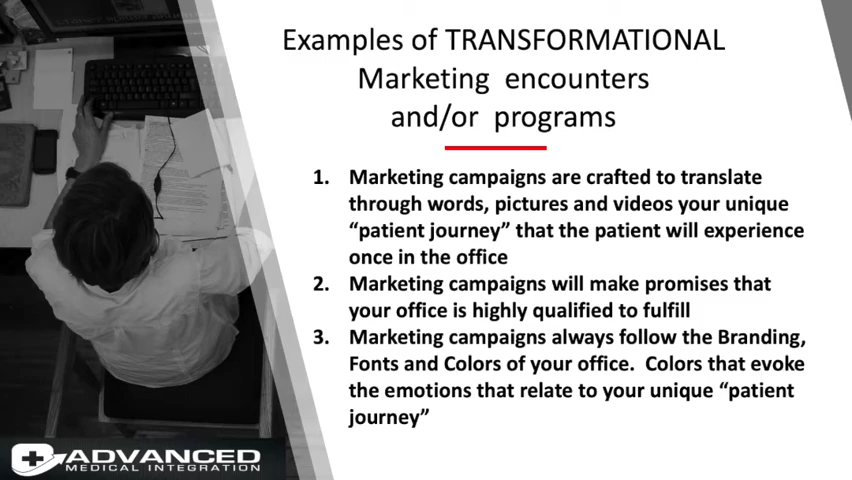 Examples of TRANSFORMATIONAL
Marketing encounters
and/or programs
1. Marketing campaigns are crafted to translate
through words, pictures and videos your unique
“patient journey” that the patient will experience
once in the office
2. Marketing campaigns will make promises that
your office is highly qualified to fulfill
3. Marketing campaigns always follow the Branding,
Fonts and Colors of your office. Colors that evoke
the emotions that relate to your unique “patient
journey”
ADVANCED
MEDICAL INTEGRATION